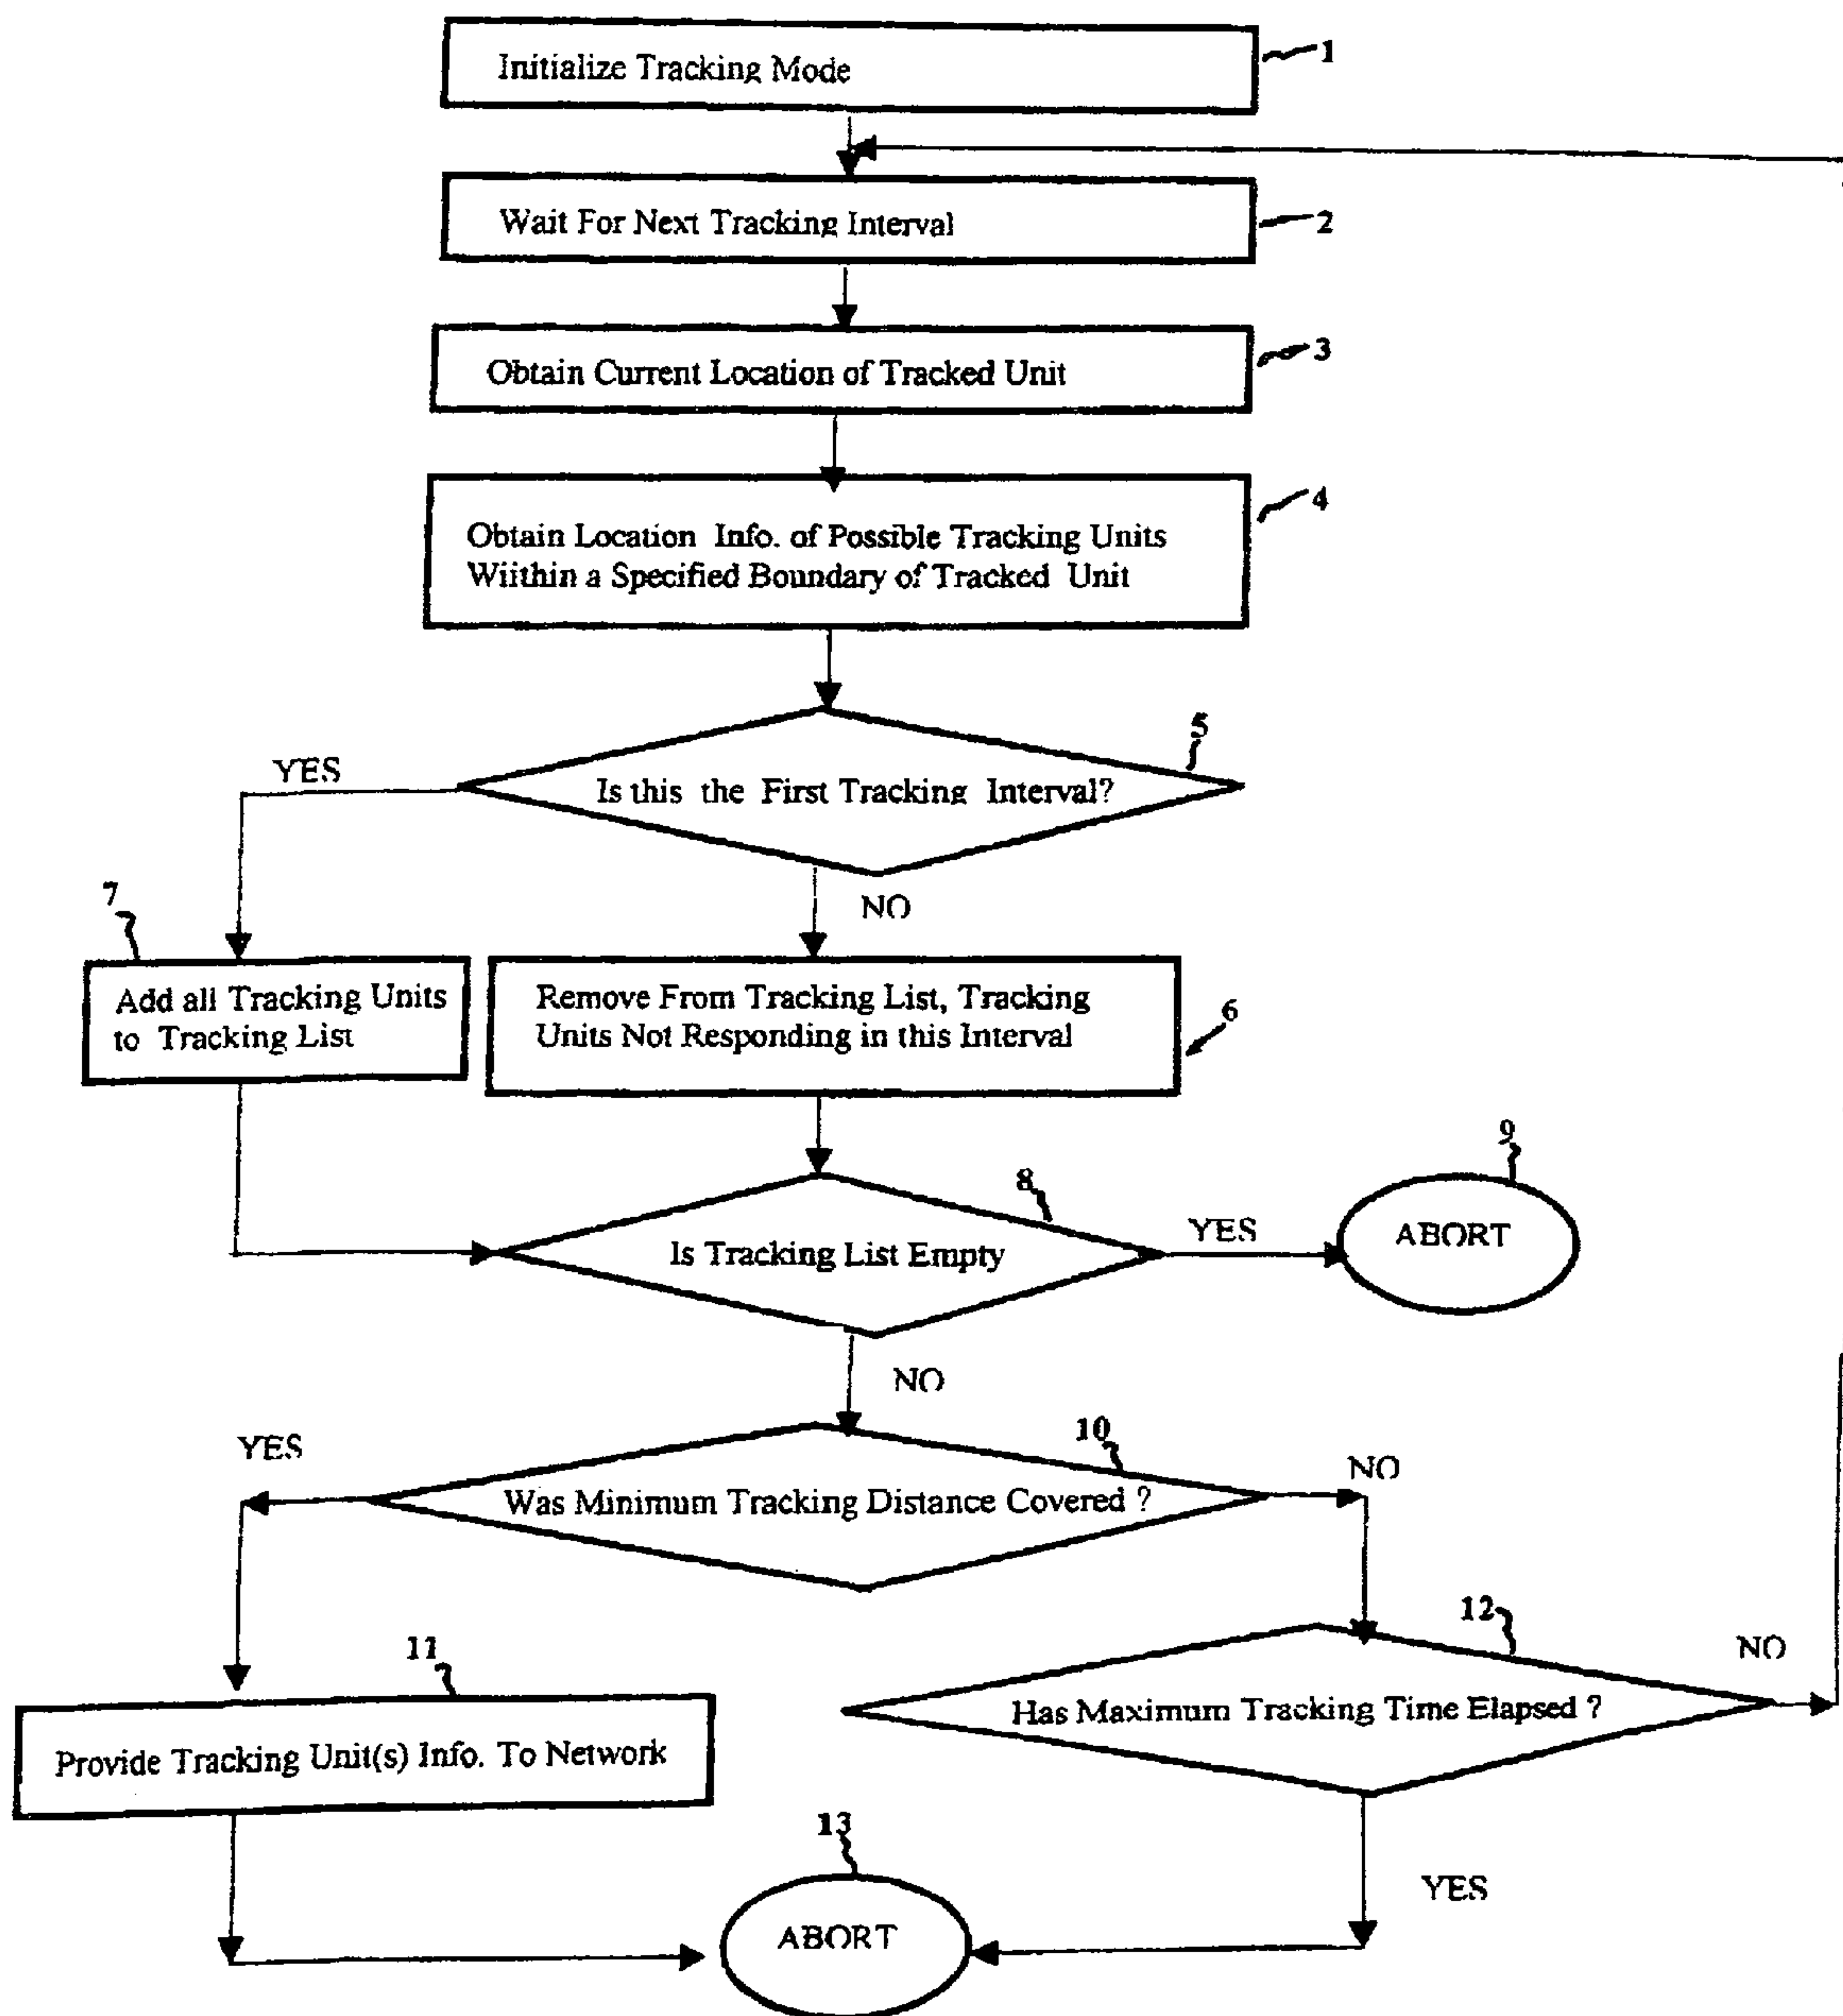 Initialize Tracking Mode
1
Wait For Next Tracking Interval
2
Obtain Current Location of Tracked Unit
3
Obtain Location Info. of Possible Tracking Units
Wiithin a Specified Boundary of Tracked Unit
4
5
YES
Is this the First Tracking Interval?
NO
7
Add all Tracking Units
to Tracking List
Remove From Tracking List, Tracking
Units Not Responding in this Interval
6
8
Is Tracking List Empty
YES
9
ABORT
NO
10
YES
Was Minimum Tracking Distance Covered ?
NO
12
Has Maximum Tracking Time Elapsed ?
NO
11
Provide Tracking Unit(s) Info. To Network
13
ABORT
YES